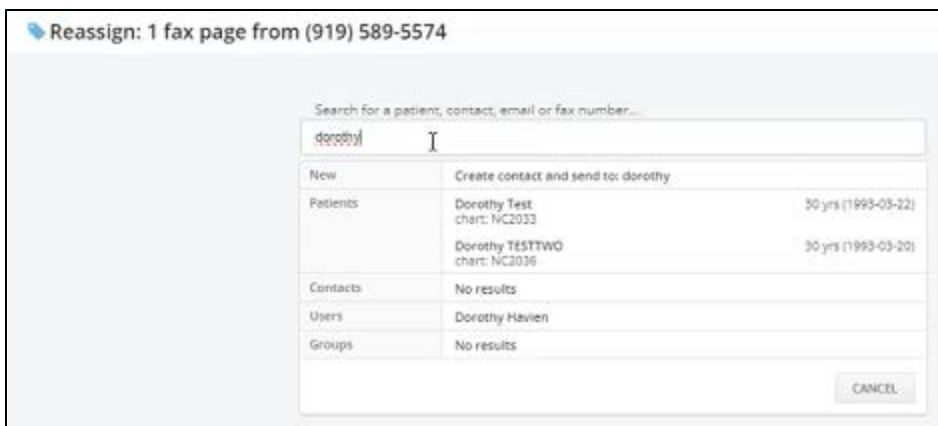 Reassign: 1 fax page from (919) 589-5574
Search for a patient, contact, email or fax number...
dorothy
New Create contact and send to: dorothy
Patients Dorothy Test 30 yrs (1993-03-22)
chart: NC2033
Dorothy TESTTWO 30 yrs (1993-03-20)
chart: NC2036
Contacts No results
Users Dorothy Havien
Groups No results
CANCEL